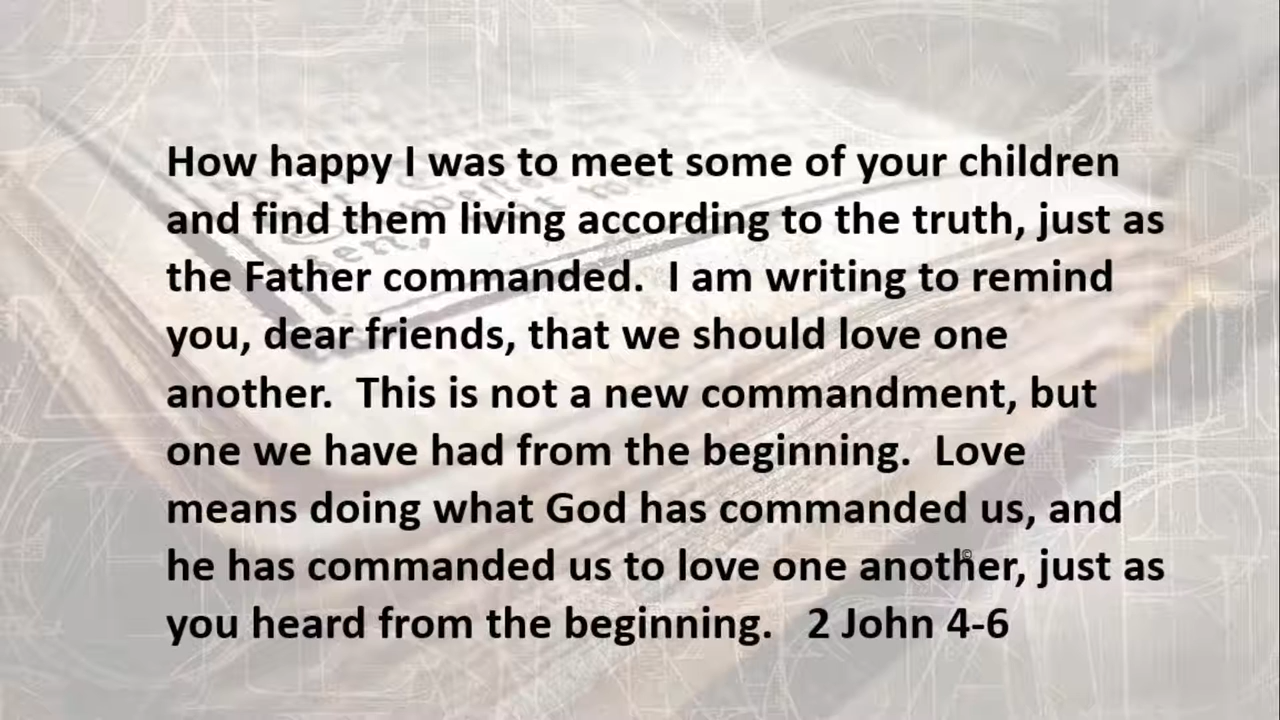 How happy I was to meet some of your children
and find them living according to the truth, just as
the Father commanded.  I am writing to remind
you, dear friends, that we should love one
another.  This is not a new commandment, but
one we have had from the beginning.  Love
means doing what God has commanded us, and
he has commanded us to love one another, just as
you heard from the beginning.   2 John 4-6